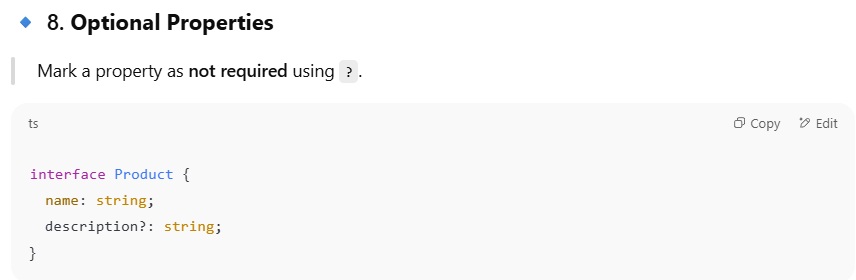 8. Optional Properties
Mark a property as not required using ?.
ts Copy Edit
interface Product {
  name: string;
  description?: string;
}